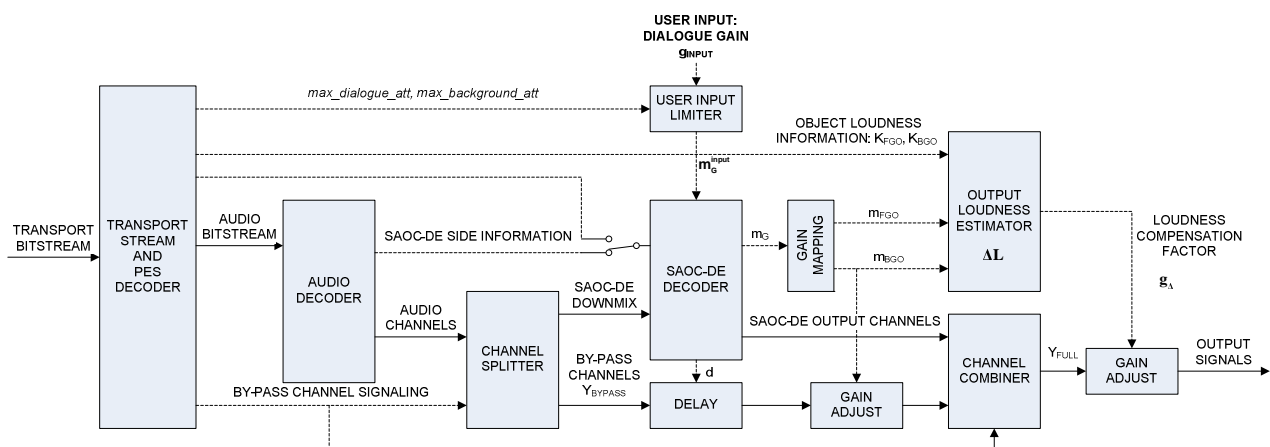 USER INPUT:
DIALOGUE GAIN
gINPUT
max_dialogue_att, max_background_att
USER INPUT
LIMITER
OBJECT LOUDNESS
INFORMATION: KFGO, KBGO
mGinput
TRANSPORT
BITSTREAM
TRANSPORT
STREAM
AND
PES
DECODER
AUDIO
BITSTREAM
AUDIO
DECODER
SAOC-DE SIDE INFORMATION
SAOC-DE
DECODER
mG
GAIN
MAPPING
mFGO
mBGO
OUTPUT
LOUDNESS
ESTIMATOR
ΔL
LOUDNESS
COMPENSATION
FACTOR
gΛ
AUDIO
CHANNELS
CHANNEL
SPLITTER
SAOC-DE
DOWNMIX
SAOC-DE OUTPUT CHANNELS
BY-PASS
CHANNELS
YBYPASS
d
DELAY
GAIN
ADJUST
CHANNEL
COMBINER
YFULL
GAIN
ADJUST
OUTPUT
SIGNALS
BY-PASS CHANNEL SIGNALING